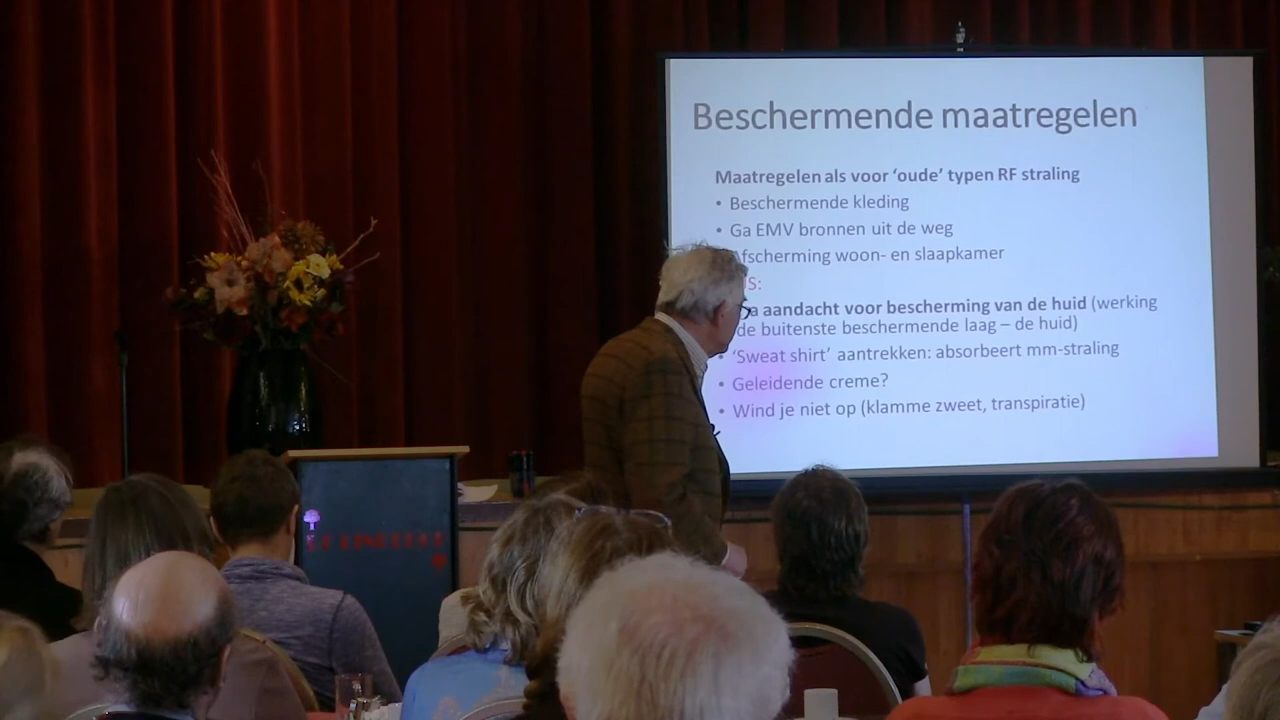 Beschermende maatregelen
Maatregelen als voor ‘oude’ typen RF straling
• Beschermende kleding
• Ga EMV bronnen uit de weg
fscherming woon- en slaapkamer
S:
a aandacht voor bescherming van de huid (werking
de buitenste beschermende laag – de huid)
• ‘Sweat shirt’ aantrekken: absorbeert mm-straling
• Geleidende creme?
• Wind je niet op (klamme zweet, transpiratie)